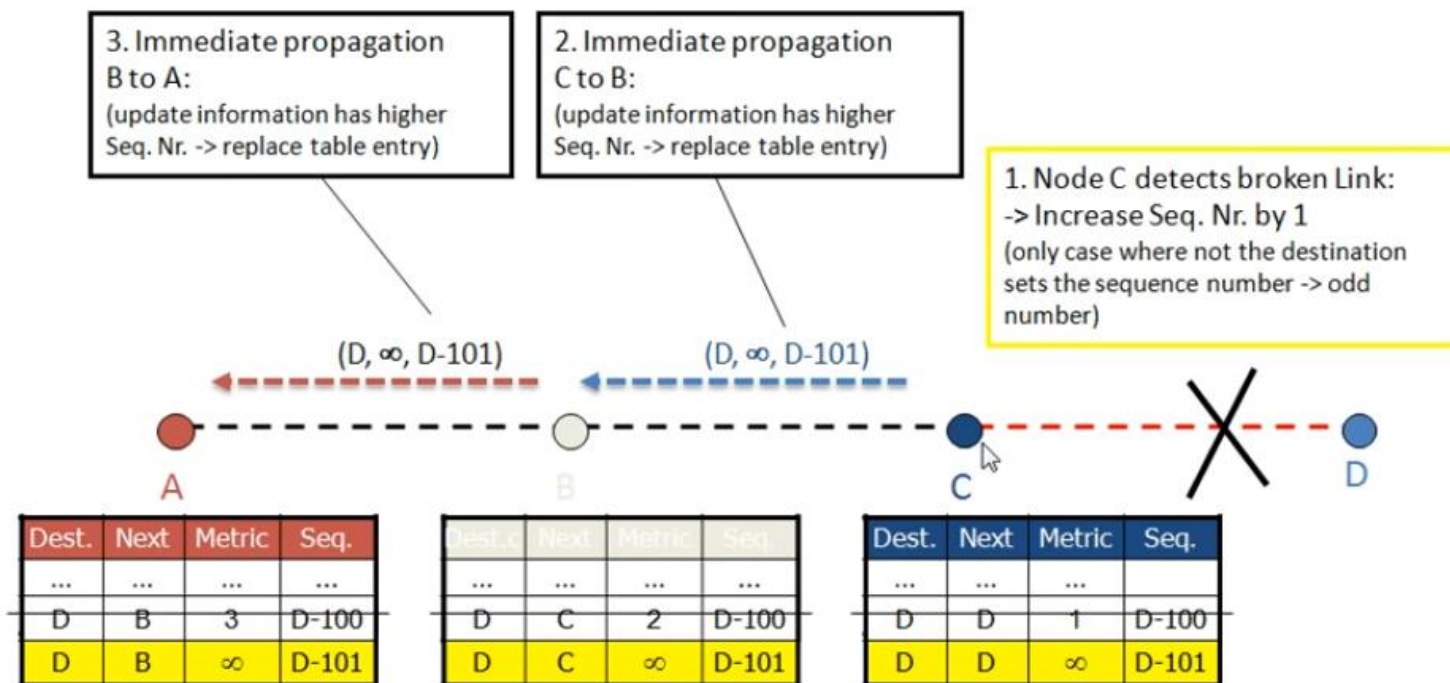 3. Immediate propagation
B to A:
(update information has higher
Seq. Nr. -> replace table entry)
2. Immediate propagation
C to B:
(update information has higher
Seq. Nr. -> replace table entry)
1. Node C detects broken Link:
-> Increase Seq. Nr. by 1
(only case where not the destination
sets the sequence number -> odd
number)
(D, ∞, D-101)
(D, ∞, D-101)
A
B
C
D
Dest. Next Metric Seq.
... ... ... ...
D B 3 D-100
D B ∞ D-101
Dest.c Next Metric Seq.
... ... ... ...
D C 2 D-100
D C ∞ D-101
Dest. Next Metric Seq.
... ... ...
D D 1 D-100
D D ∞ D-101